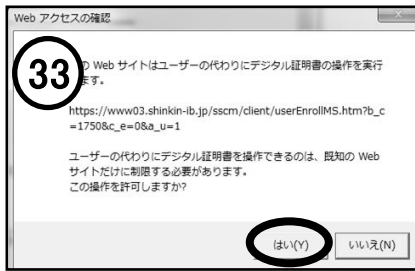 Web アクセスの確認
33
の Web サイトはユーザーの代わりにデジタル証明書の操作を実行
ます。
https://www03.shinkin-ib.jp/sscm/client/userEnrollMS.htm?b_c
=1750&c_e=0&a_u=1
ユーザーの代わりにデジタル証明書を操作できるのは、既知の Web
サイトだけに制限する必要があります。
この操作を許可しますか?
はい(Y)
いいえ(N)